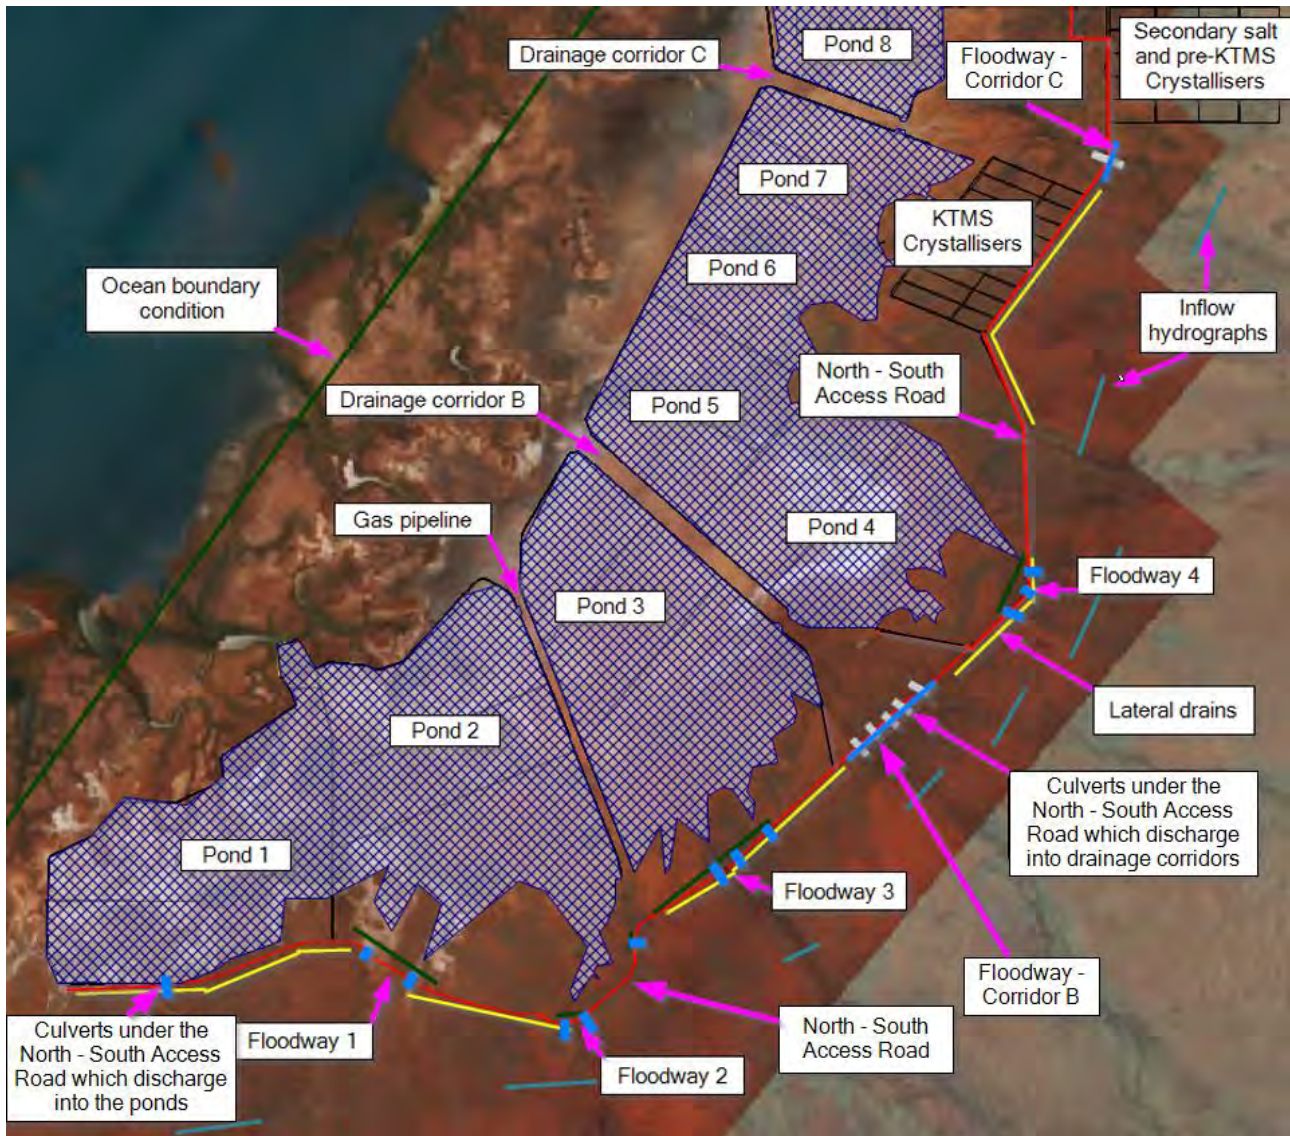 Pond 8
Drainage corridor C
Floodway -
Corridor C
Secondary salt
and pre-KTMS
Crystallisers
Pond 7
KTMS
Crystallisers
Pond 6
Ocean boundary
condition
Inflow
hydrographs
North - South
Access Road
Drainage corridor B
Pond 5
Gas pipeline
Pond 4
Floodway 4
Pond 3
Lateral drains
Pond 2
Culverts under the
North - South Access
Road which discharge
into drainage corridors
Pond 1
Floodway 3
Floodway -
Corridor B
Culverts under the
North - South Access
Road which discharge
into the ponds
Floodway 1
North - South
Access Road
Floodway 2